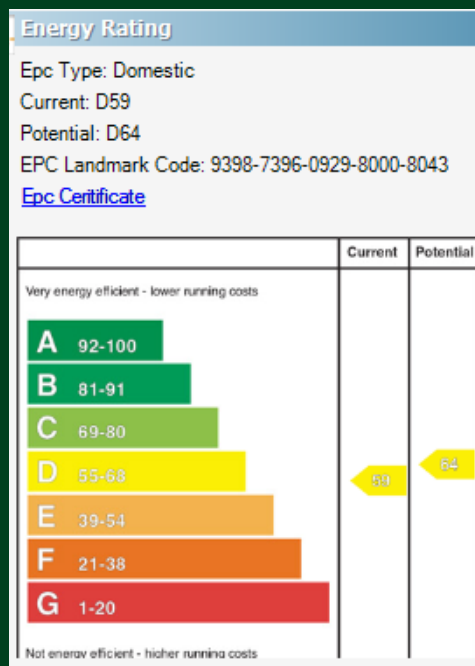 Energy Rating
Epc Type: Domestic
Current: D59
Potential: D64
EPC Landmark Code: 9398-7396-0929-8000-8043
Epc Ceritificate
Current Potential
Very energy efficient - lower running costs
A 92-100
B 81-91
C 69-80
D 55-68 59 64
E 39-54
F 21-38
G 1-20
Not energy efficient - higher running costs